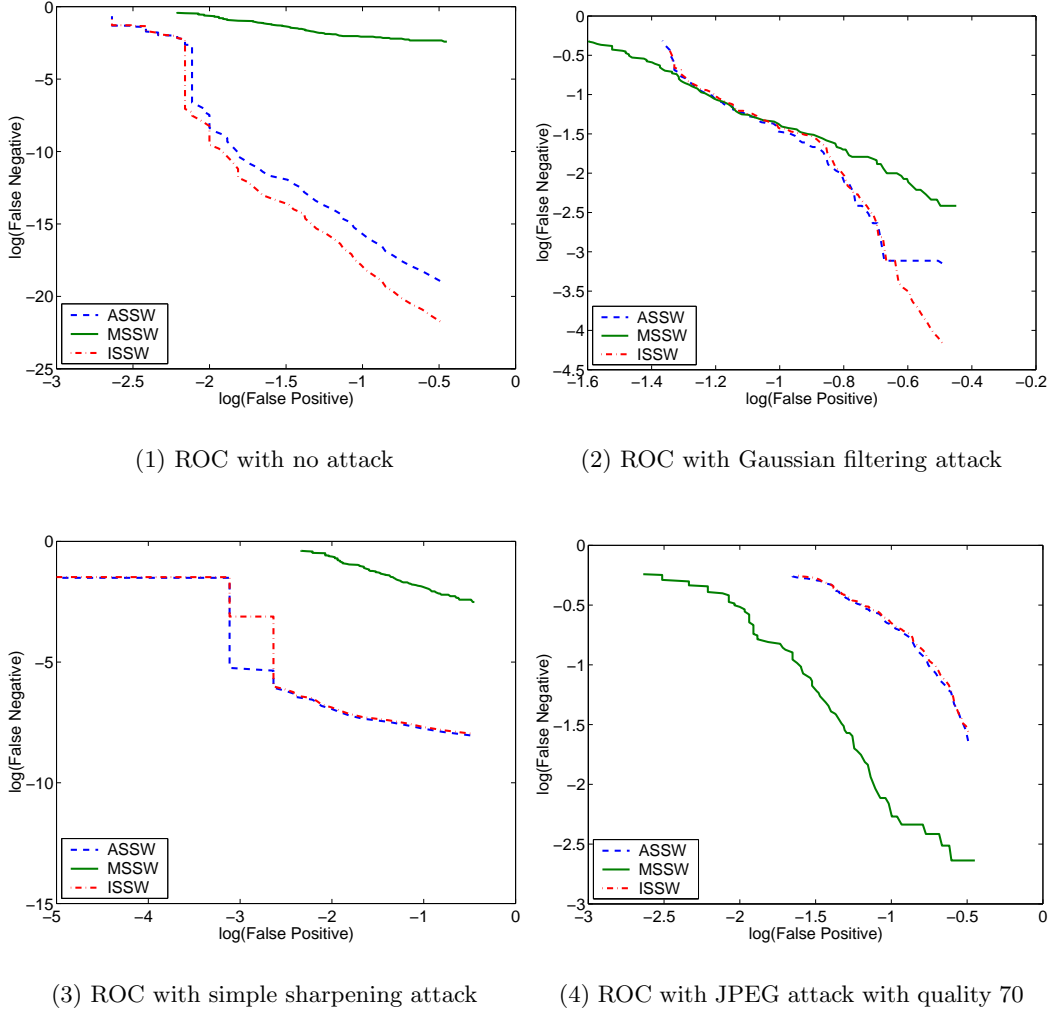 0
−5
−10
−15
−20
−25
log(False Negative)
ASSW
MSSW
ISSW
−3
−2.5
−2
−1.5
−1
−0.5
0
log(False Positive)
(1) ROC with no attack
0
−0.5
−1
−1.5
−2
−2.5
−3
−3.5
−4
−4.5
log(False Negative)
ASSW
MSSW
ISSW
−1.6
−1.4
−1.2
−1
−0.8
−0.6
−0.4
−0.2
log(False Positive)
(2) ROC with Gaussian filtering attack
0
−5
−10
−15
log(False Negative)
ASSW
MSSW
ISSW
−5
−4
−3
−2
−1
0
log(False Positive)
(3) ROC with simple sharpening attack
0
−0.5
−1
−1.5
−2
−2.5
−3
log(False Negative)
ASSW
MSSW
ISSW
−3
−2.5
−2
−1.5
−1
−0.5
0
log(False Positive)
(4) ROC with JPEG attack with quality 70